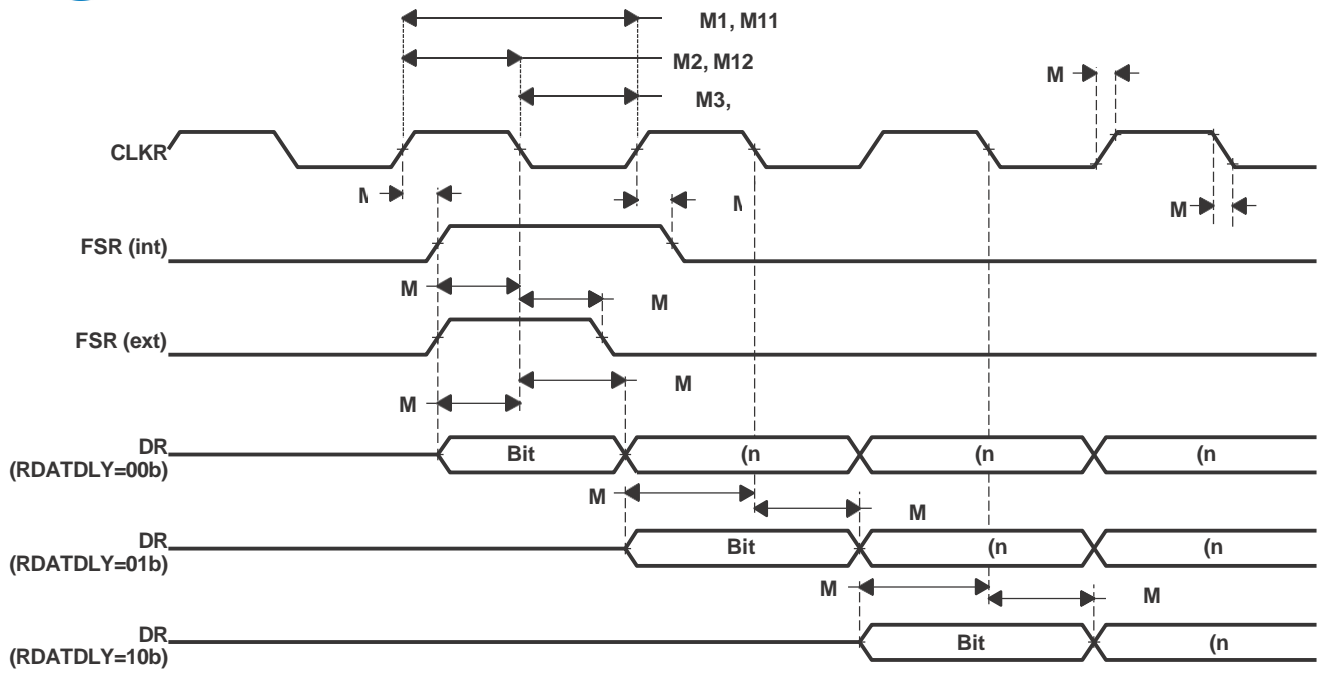 M1, M11
M2, M12
M
M3,
CLKR
M
FSR (int)
M
M
FSR (ext)
M
M
DR
(RDATDLY=00b)
Bit
(n
(n
(n
M
M
DR
(RDATDLY=01b)
Bit
(n
(n
M
M
DR
(RDATDLY=10b)
Bit
(n